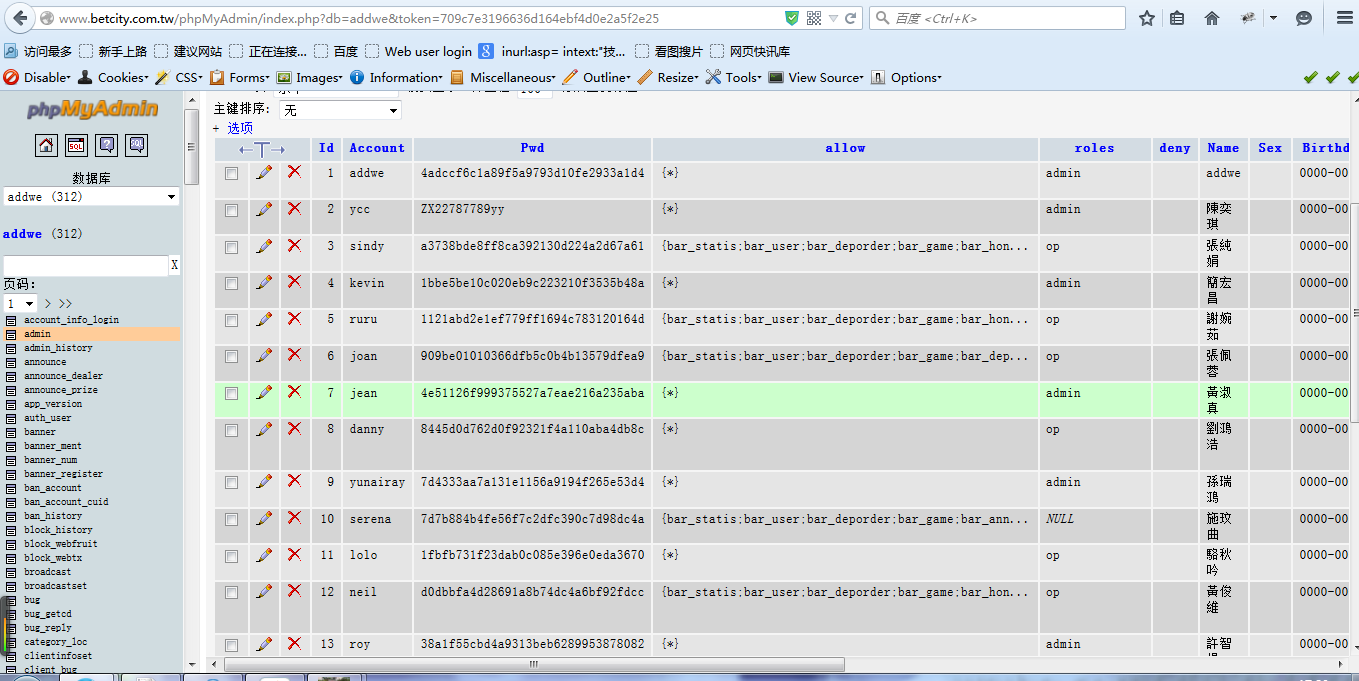 www.betcity.com.tw/phpMyAdmin/index.php?db=addwe&token=709c7e3196636d164ebf4d0e2a5f2e25 百度 <Ctrl+K>
访问最多 新手上路 建议网站 正在连接... 百度 Web user login inurl:asp= intext:"技... 看图搜片 网页快讯库
Disable Cookies CSS Forms Images Information Miscellaneous Outline Resize Tools View Source Options
phpMyAdmin
数据库
addwe (312)
addwe (312)
X
页码:
1 > >>
account_info_login
admin
admin_history
announce
announce_dealer
announce_prize
app_version
auth_user
banner
banner_ment
banner_num
banner_register
ban_account
ban_account_cuid
ban_history
block_history
block_webfruit
block_webtx
broadcast
broadcastset
bug
bug_getcd
bug_reply
category_loc
clientinfoset
client_bug
主键排序: 无
+ 选项
←T→ Id Account Pwd allow roles deny Name Sex Birthd
1 addwe 4adccf6c1a89f5a9793d10fe2933a1d4 {*} admin addwe 0000-00
2 ycc ZX22787789yy {*} admin 陳奕琪 0000-00
3 sindy a3738bde8ff8ca392130d224a2d67a61 {bar_statis;bar_user;bar_deporder;bar_game;bar_hon... op 張純娟 0000-00
4 kevin 1bbe5be10c020eb9c223210f3535b48a {*} admin 簡宏昌 0000-00
5 ruru 1121abd2e1ef779ff1694c783120164d {bar_statis;bar_user;bar_deporder;bar_game;bar_hon... op 謝婉茹 0000-00
6 joan 909be01010366dfb5c0b4b13579dfea9 {bar_statis;bar_user;bar_deporder;bar_game;bar_dep... op 張佩蓉 0000-00
7 jean 4e51126f999375527a7eae216a235aba {*} admin 黃淑真 0000-00
8 danny 8445d0d762d0f92321f4a110aba4db8c {*} op 劉鴻浩 0000-00
9 yunairay 7d4333aa7a131e1156a9194f265e53d4 {*} admin 孫瑞鴻 0000-00
10 serena 7d7b884b4fe56f7c2dfc390c7d98dc4a {bar_statis;bar_user;bar_deporder;bar_game;bar_ann... NULL 施玟曲 0000-00
11 lolo 1fbfb731f23dab0c085e396e0eda3670 {*} op 駱秋吟 0000-00
12 neil d0dbbfa4d28691a8b74dc4a6bf92fdcc {bar_statis;bar_user;bar_deporder;bar_game;bar_hon... op 黃俊維 0000-00
13 roy 38a1f55cbd4a9313beb6289953878082 {*} admin 許智 0000-00